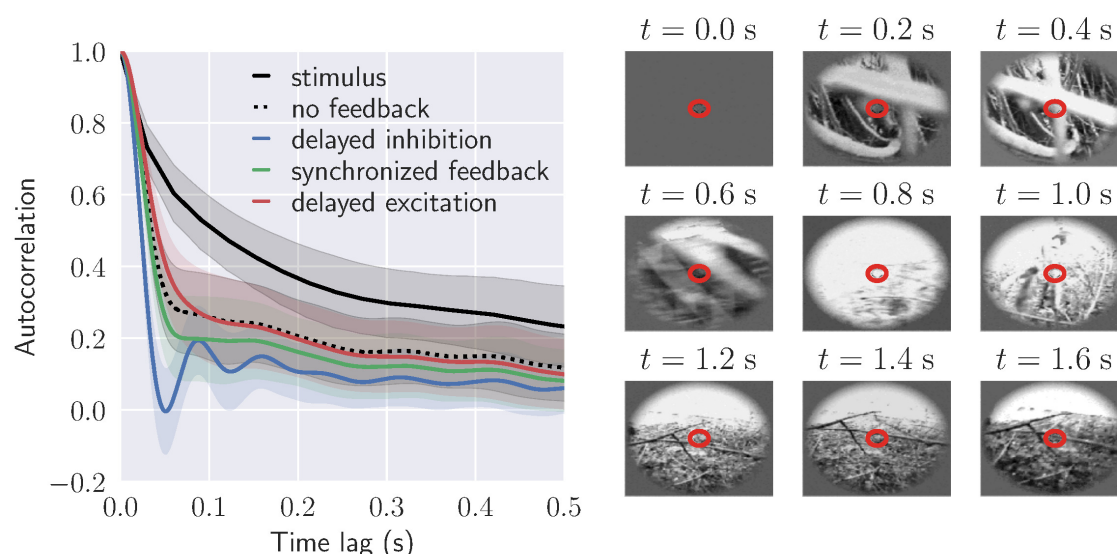 1.0
0.8
0.6
0.4
0.2
0.0
−0.2
Autocorrelation
stimulus
no feedback
delayed inhibition
synchronized feedback
delayed excitation
0.0 0.1 0.2 0.3 0.4 0.5
Time lag (s)
t = 0.0 s t = 0.2 s t = 0.4 s
t = 0.6 s t = 0.8 s t = 1.0 s
t = 1.2 s t = 1.4 s t = 1.6 s